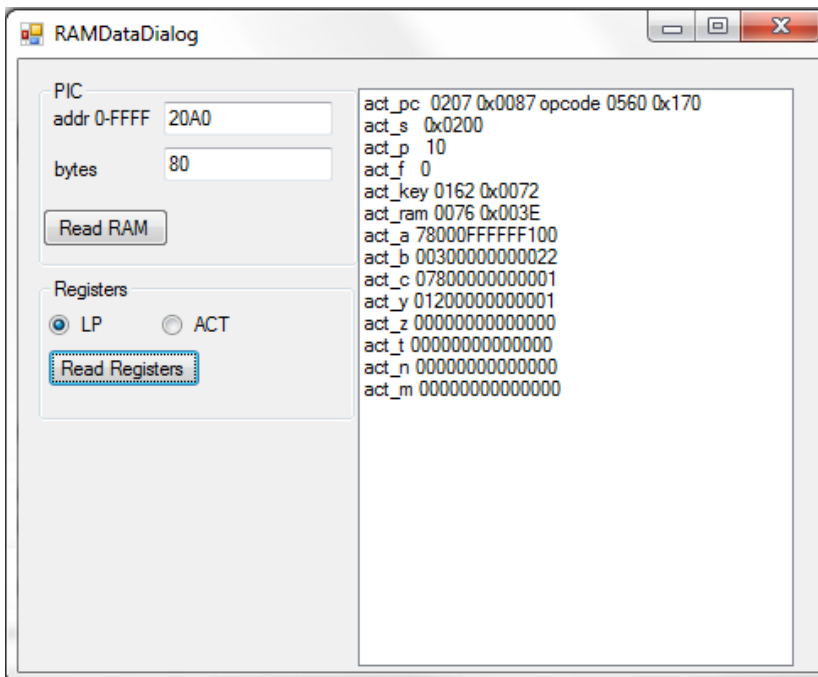 RAMDataDialog
PIC
addr 0-FFFF 20A0
bytes 80
Read RAM
Registers
LP ACT
Read Registers
act_pc 0207 0x0087 opcode 0560 0x170
act_s 0x0200
act_p 10
act_f 0
act_key 0162 0x0072
act_ram 0076 0x003E
act_a 78000FFFFFF100
act_b 00300000000022
act_c 07800000000001
act_y 01200000000001
act_z 00000000000000
act_t 00000000000000
act_n 00000000000000
act_m 00000000000000